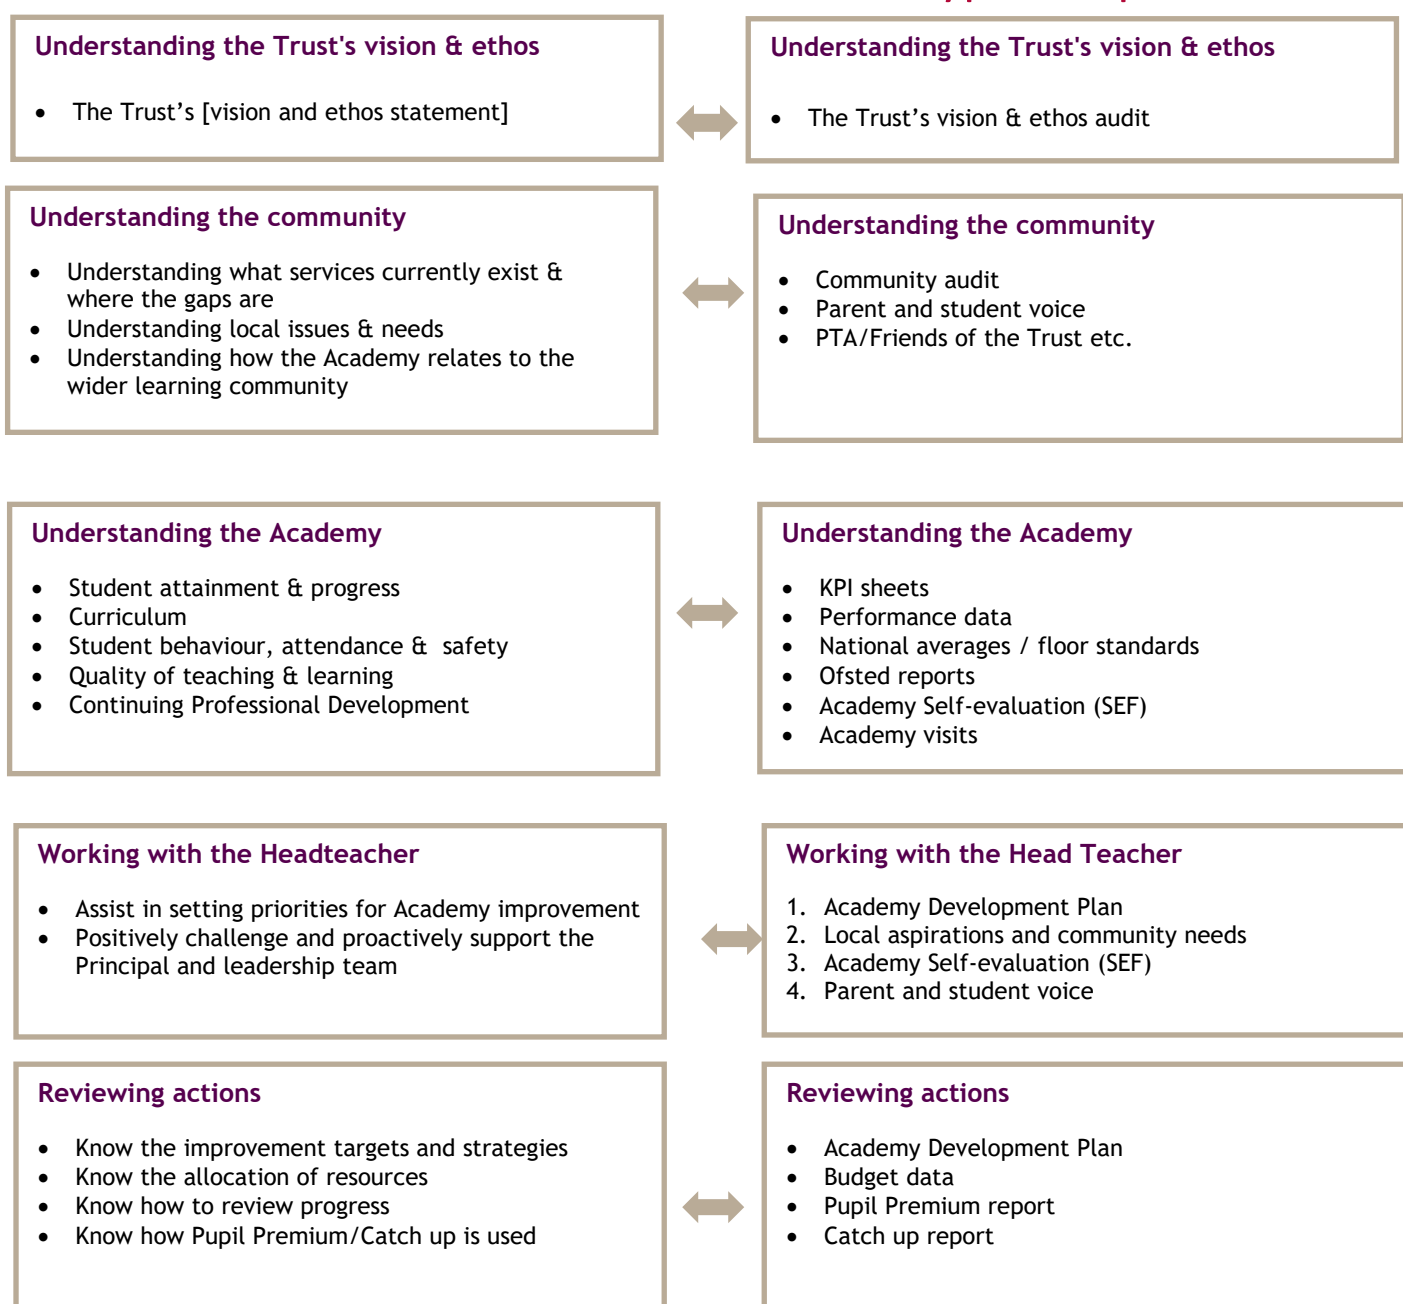 Understanding the Trust's vision & ethos
• The Trust’s [vision and ethos statement]
Understanding the Trust's vision & ethos
• The Trust’s vision & ethos audit
Understanding the community
• Understanding what services currently exist &
where the gaps are
• Understanding local issues & needs
• Understanding how the Academy relates to the
wider learning community
Understanding the community
• Community audit
• Parent and student voice
• PTA/Friends of the Trust etc.
Understanding the Academy
• Student attainment & progress
• Curriculum
• Student behaviour, attendance &  safety
• Quality of teaching & learning
• Continuing Professional Development
Understanding the Academy
• KPI sheets
• Performance data
• National averages / floor standards
• Ofsted reports
• Academy Self-evaluation (SEF)
• Academy visits
Working with the Headteacher
• Assist in setting priorities for Academy improvement
• Positively challenge and proactively support the
Principal and leadership team
Working with the Head Teacher
1. Academy Development Plan
2. Local aspirations and community needs
3. Academy Self-evaluation (SEF)
4. Parent and student voice
Reviewing actions
• Know the improvement targets and strategies
• Know the allocation of resources
• Know how to review progress
• Know how Pupil Premium/Catch up is used
Reviewing actions
• Academy Development Plan
• Budget data
• Pupil Premium report
• Catch up report